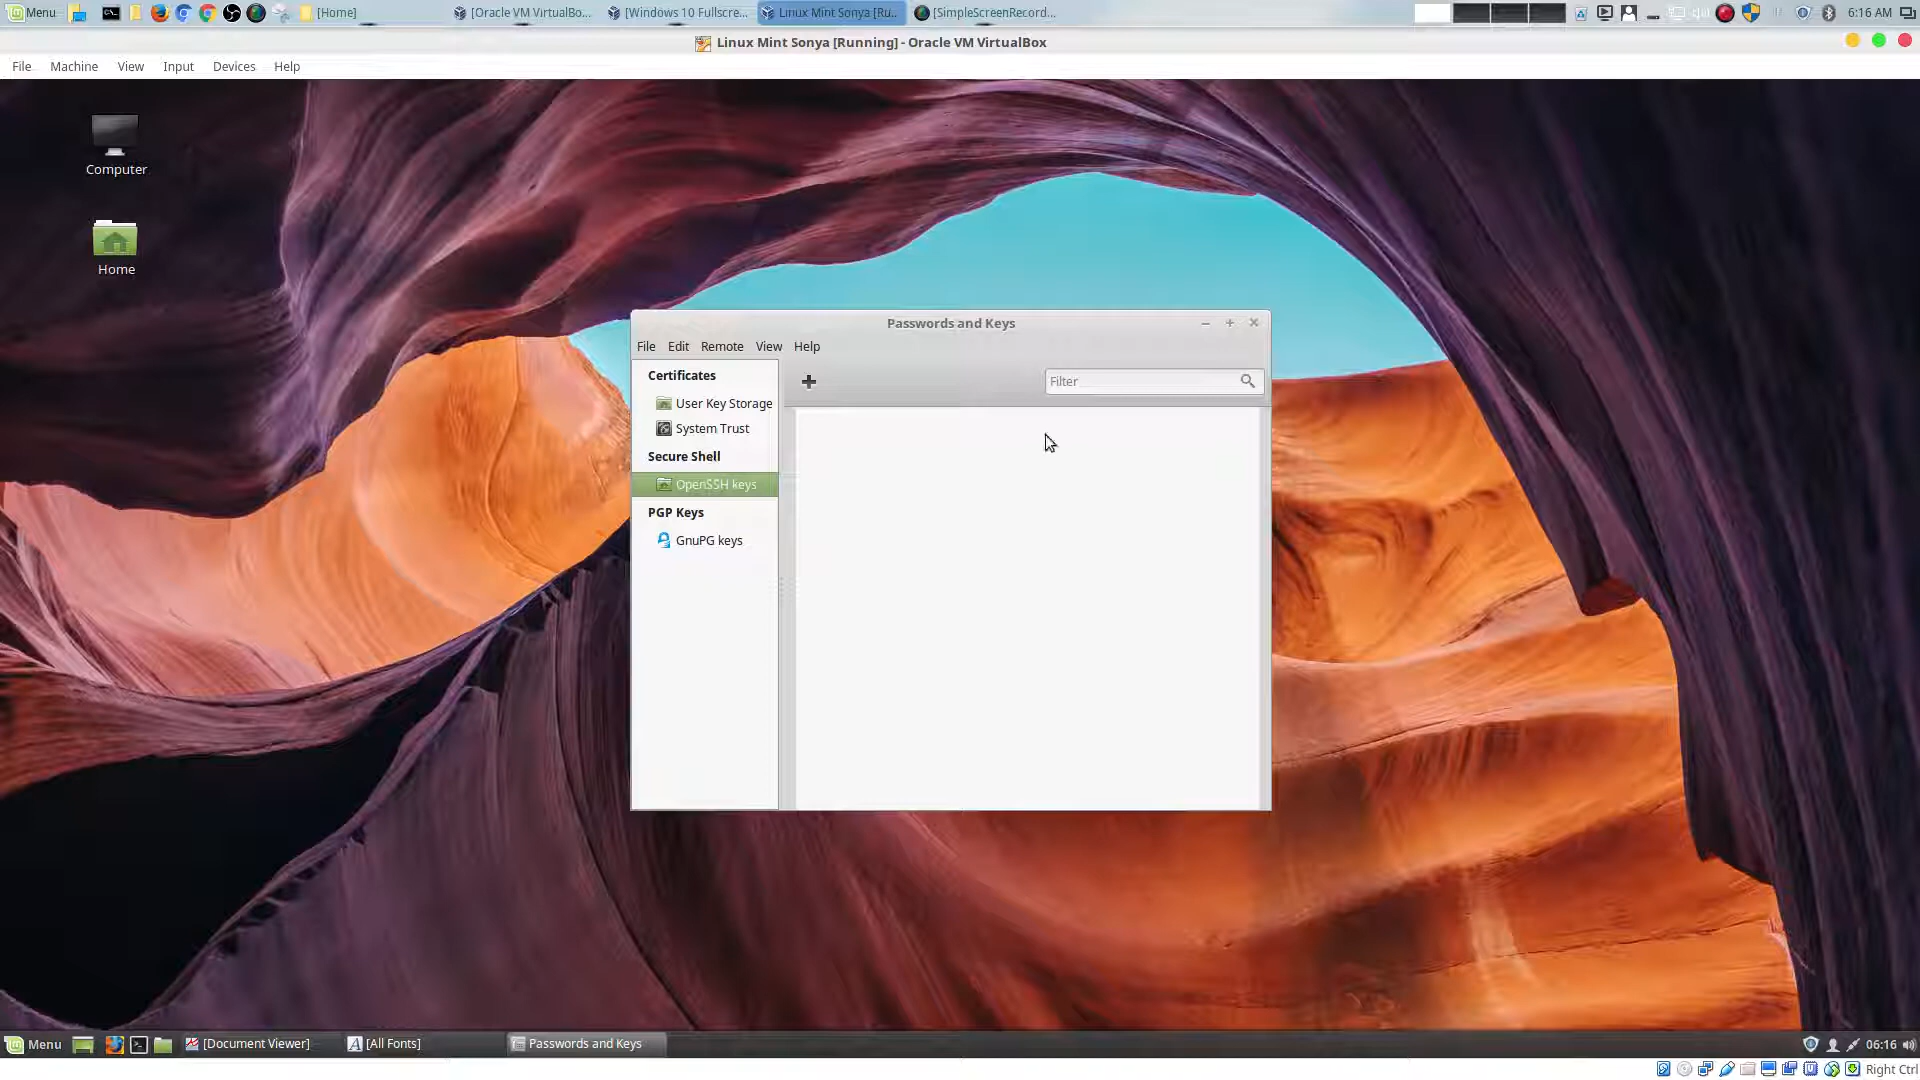 Menu
[Home]
[Oracle VM VirtualBo...
[Windows 10 Fullscre...
Linux Mint Sonya [Ru...
[SimpleScreenRecord...
6:16 AM
Linux Mint Sonya [Running] - Oracle VM VirtualBox
File Machine View Input Devices Help
Computer
Home
Passwords and Keys
File Edit Remote View Help
Certificates
Filter
User Key Storage
System Trust
Secure Shell
OpenSSH keys
PGP Keys
GnuPG keys
Menu
[Document Viewer]
[All Fonts]
Passwords and Keys
06:16
Right Ctrl